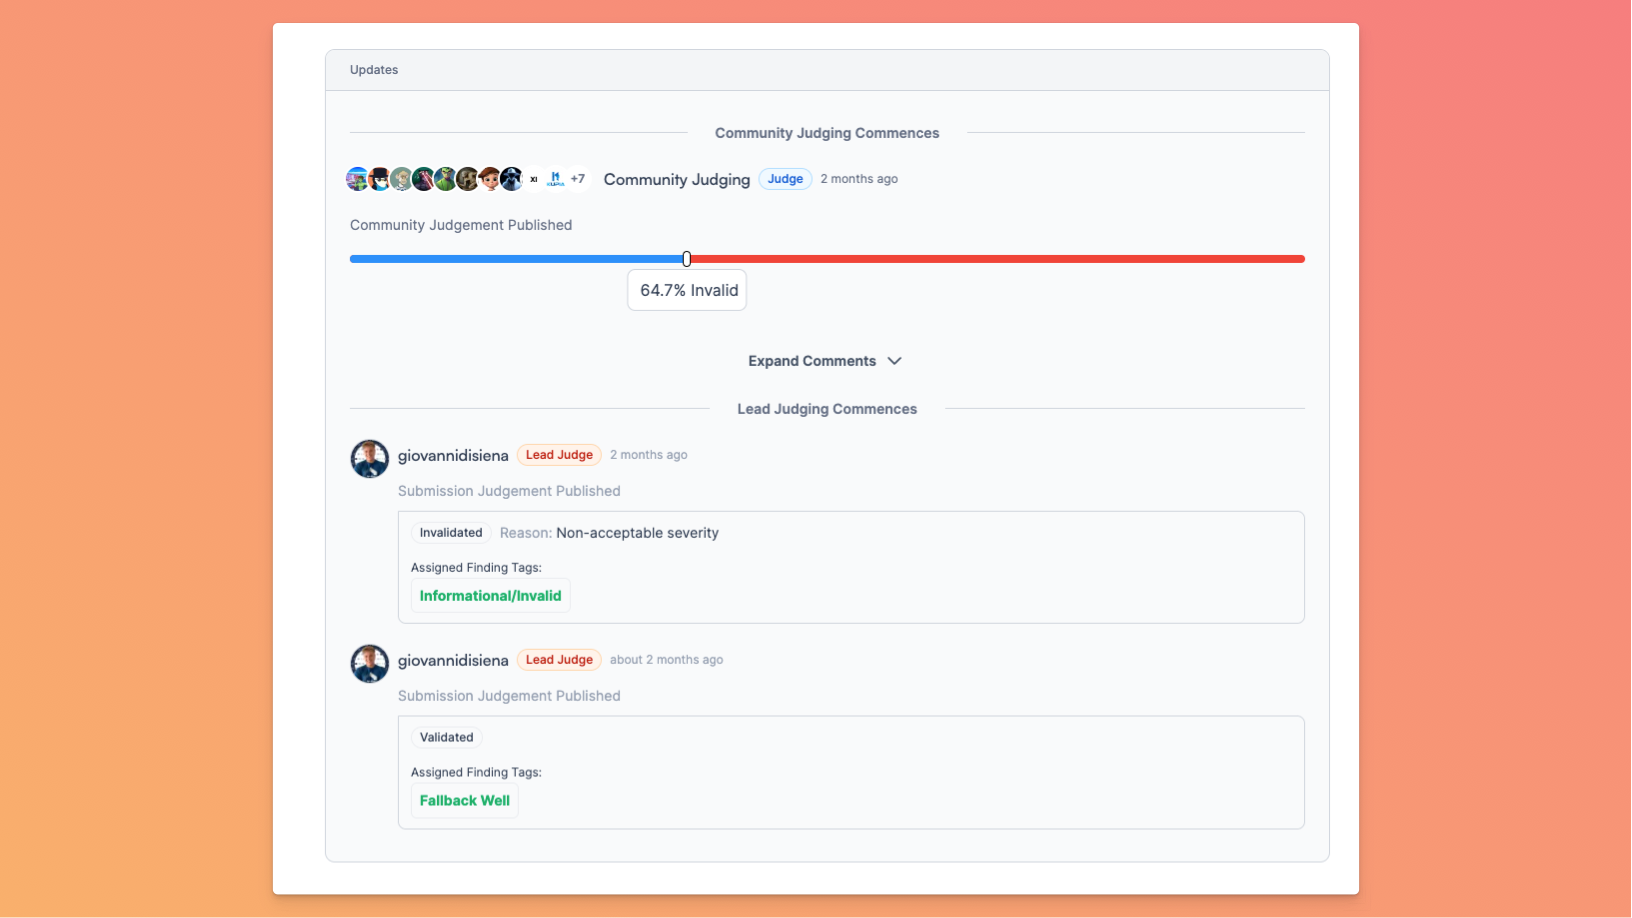 Updates
Community Judging Commences
XI +7 Community Judging Judge 2 months ago
Community Judgement Published
64.7% Invalid
Expand Comments
Lead Judging Commences
giovannidisiena Lead Judge 2 months ago
Submission Judgement Published
Invalidated Reason: Non-acceptable severity
Assigned Finding Tags:
Informational/Invalid
giovannidisiena Lead Judge about 2 months ago
Submission Judgement Published
Validated
Assigned Finding Tags:
Fallback Well